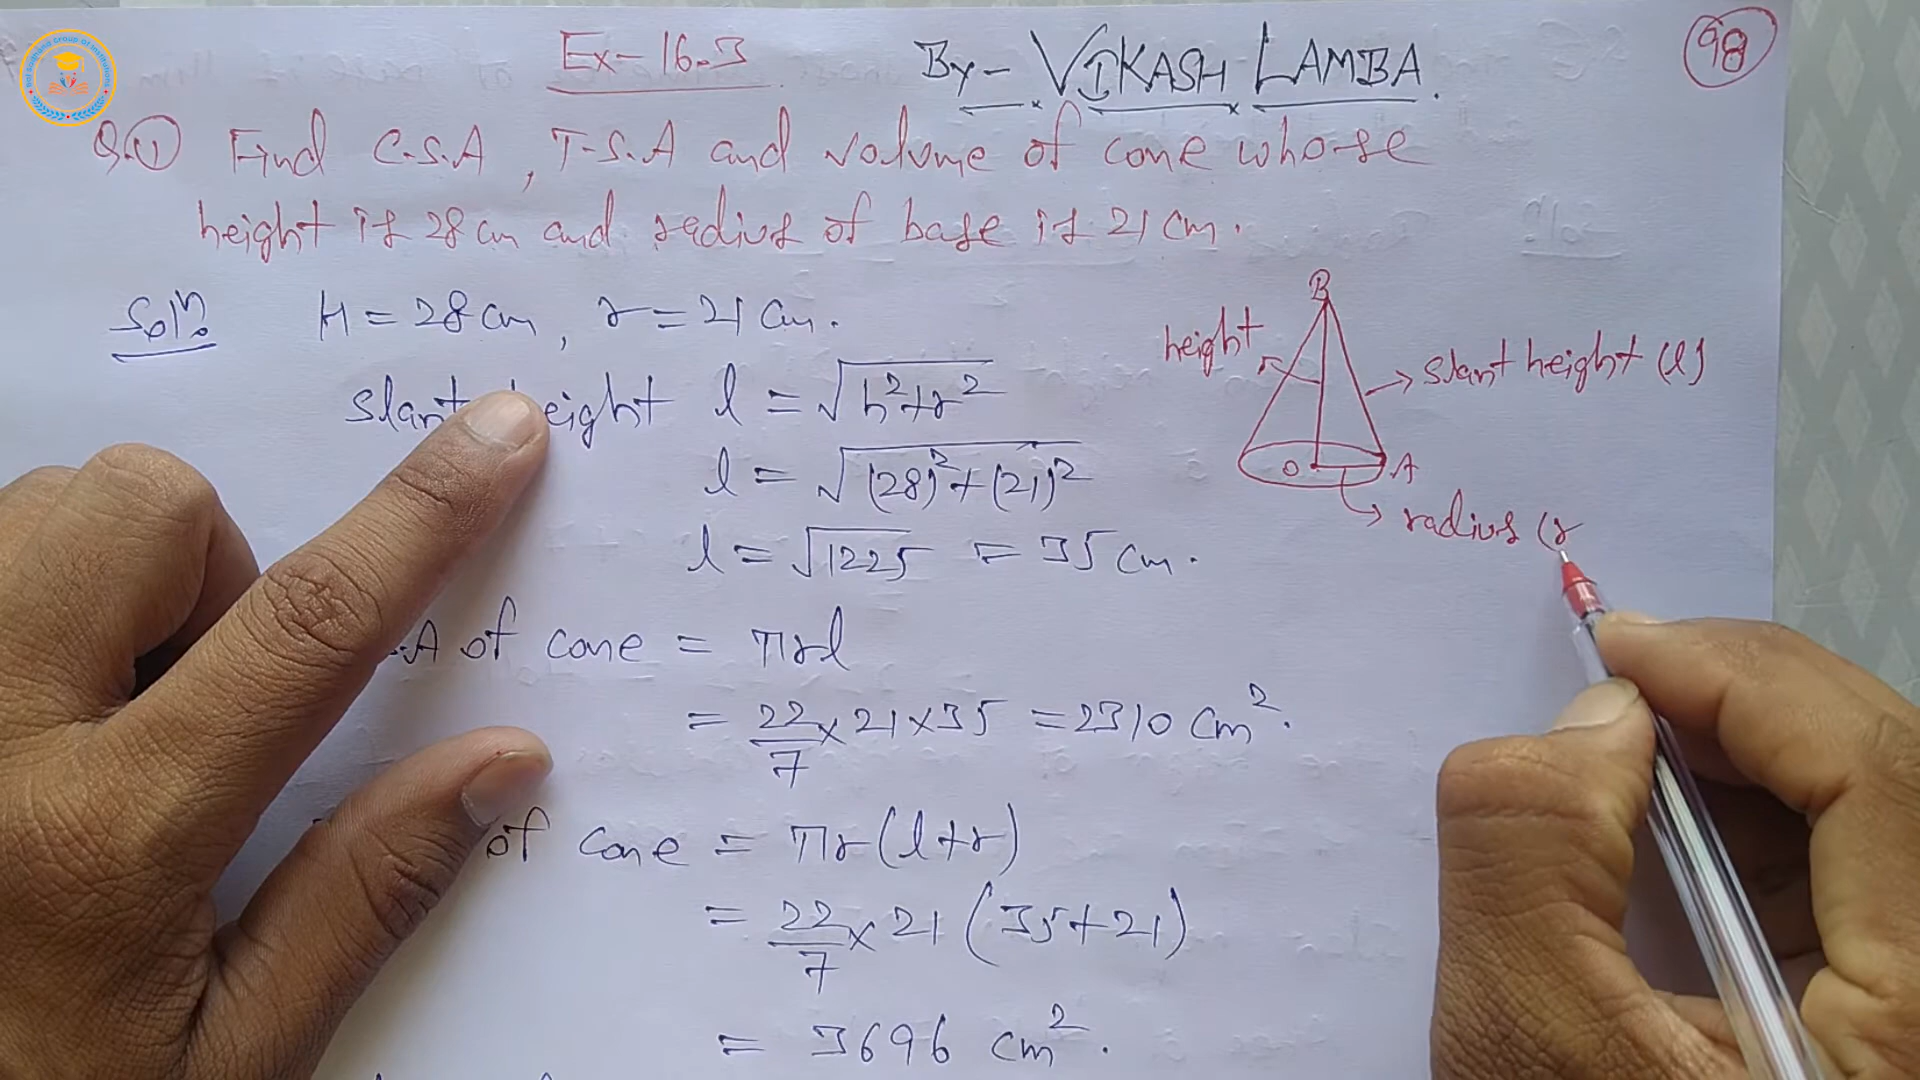 Ex-16.3
By- VIKASH LAMBA.
98
Q.1 Find C.S.A, T.S.A and volume of cone whose
height is 28 cm and radius of base is 21 cm.
Soln. H = 28 cm, r = 21 cm.
slant height l = √h²+r²
l = √(28)²+(21)²
l = √1225 = 35 cm.
.A of cone = πrl
= 22/7 × 21 × 35 = 2310 cm².
of cone = πr(l+r)
= 22/7 × 21 (35+21)
= 3696 cm².
B
height
slant height (l)
O
A
radius (r